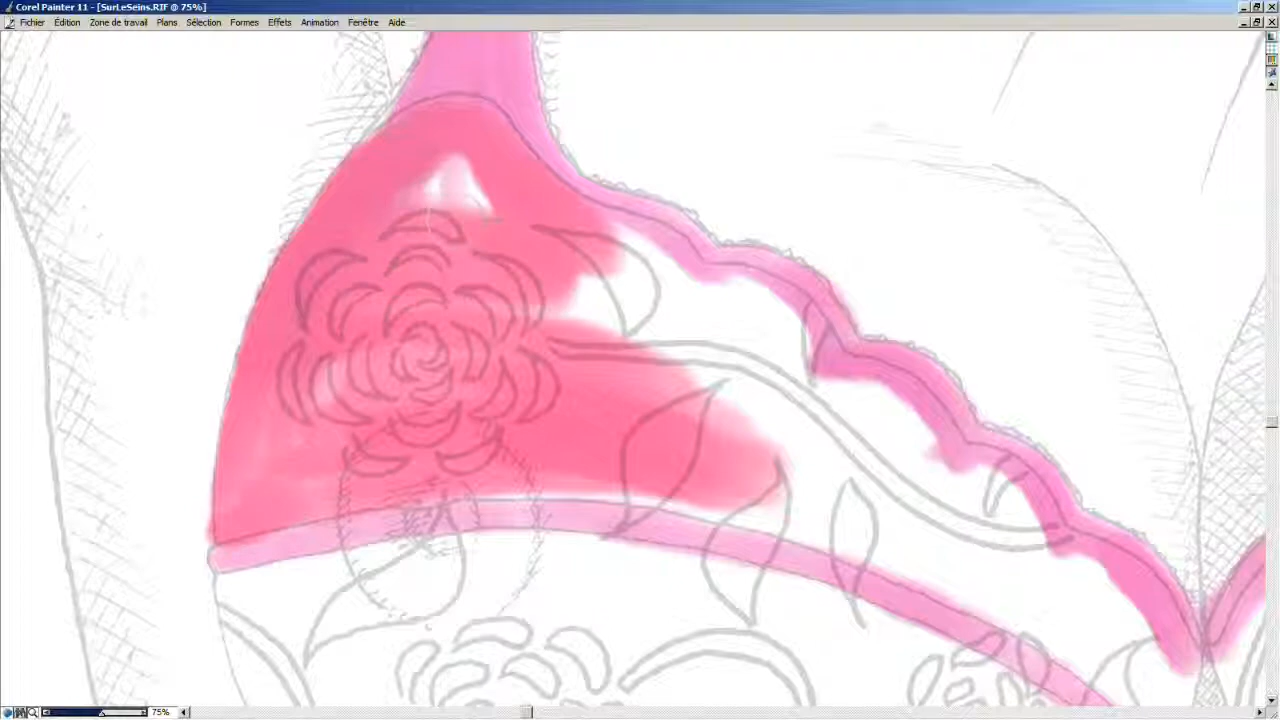 Corel Painter 11 - [SurLeSeins.RIF @ 75%]
Fichier Édition Zone de travail Plans Sélection Formes Effets Animation Fenêtre Aide
75%